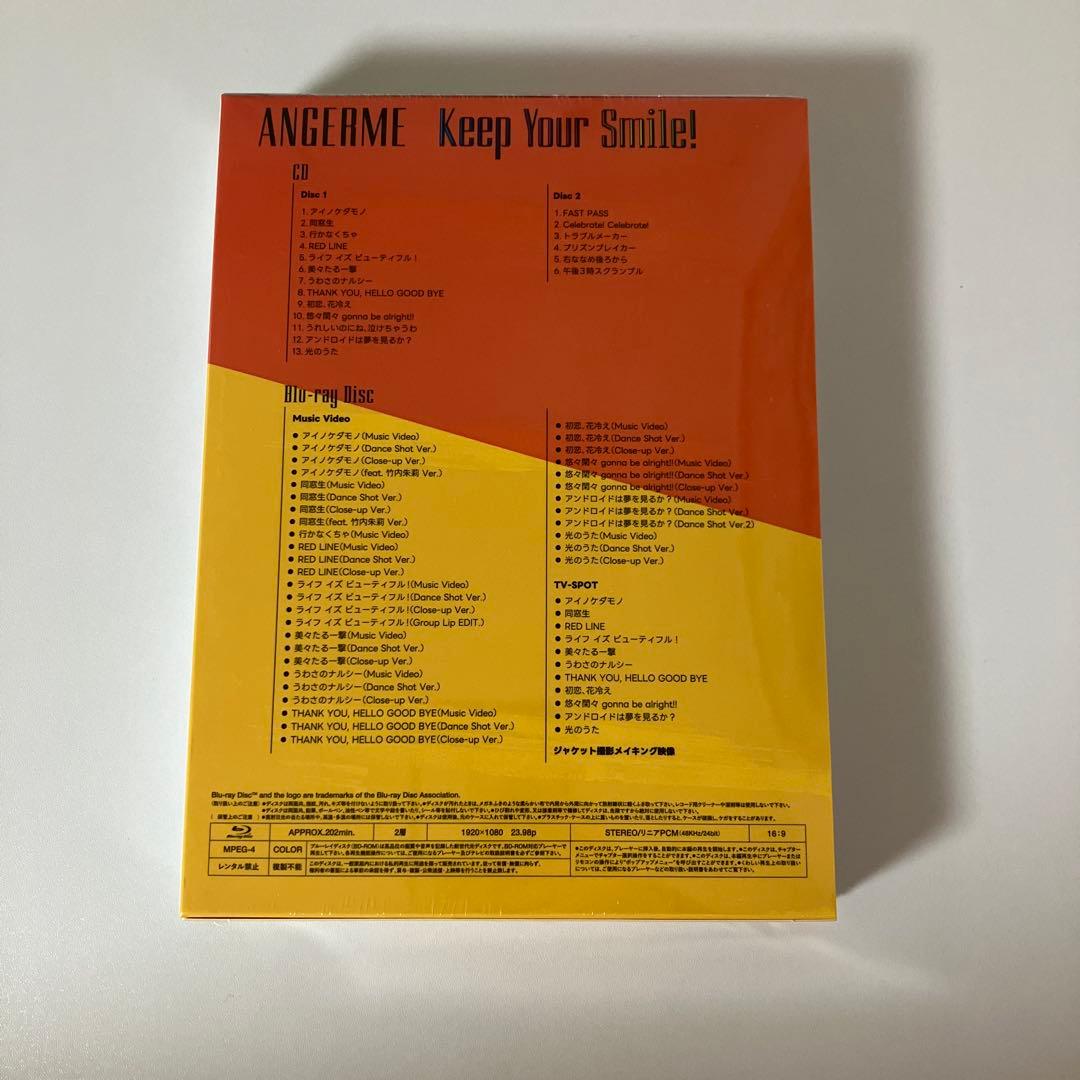 ANGERME Keep Your Smile!
CD
Disc 1
1. アイノケダモノ
2. 同窓生
3. 行かなくちゃ
4. RED LINE
5. ライフ イズ ビューティフル！
6. 美々たる一撃
7. うわさのナルシー
8. THANK YOU, HELLO GOOD BYE
9. 初恋、花冷え
10. 悠々閑々 gonna be alright!!
11. うれしいのにね、泣けちゃうわ
12. アンドロイドは夢を見るか？
13. 光のうた
Disc 2
1. FAST PASS
2. Celebrate! Celebrate!
3. トラブルメーカー
4. プリズンブレイカー
5. 右ななめ後ろから
6. 午後3時スクランブル
Blu-ray Disc
Music Video
● アイノケダモノ(Music Video)
● アイノケダモノ(Dance Shot Ver.)
● アイノケダモノ(Close-up Ver.)
● アイノケダモノ(feat. 竹内朱莉 Ver.)
● 同窓生(Music Video)
● 同窓生(Dance Shot Ver.)
● 同窓生(Close-up Ver.)
● 同窓生(feat. 竹内朱莉 Ver.)
● 行かなくちゃ(Music Video)
● RED LINE(Music Video)
● RED LINE(Dance Shot Ver.)
● RED LINE(Close-up Ver.)
● ライフ イズ ビューティフル！(Music Video)
● ライフ イズ ビューティフル！(Dance Shot Ver.)
● ライフ イズ ビューティフル！(Close-up Ver.)
● ライフ イズ ビューティフル！(Group Lip EDIT.)
● 美々たる一撃(Music Video)
● 美々たる一撃(Dance Shot Ver.)
● 美々たる一撃(Close-up Ver.)
● うわさのナルシー(Music Video)
● うわさのナルシー(Dance Shot Ver.)
● うわさのナルシー(Close-up Ver.)
● THANK YOU, HELLO GOOD BYE(Music Video)
● THANK YOU, HELLO GOOD BYE(Dance Shot Ver.)
● THANK YOU, HELLO GOOD BYE(Close-up Ver.)
● 初恋、花冷え(Music Video)
● 初恋、花冷え(Dance Shot Ver.)
● 初恋、花冷え(Close-up Ver.)
● 悠々閑々 gonna be alright!!(Music Video)
● 悠々閑々 gonna be alright!!(Dance Shot Ver.)
● 悠々閑々 gonna be alright!!(Close-up Ver.)
● アンドロイドは夢を見るか？(Music Video)
● アンドロイドは夢を見るか？(Dance Shot Ver.)
● アンドロイドは夢を見るか？(Dance Shot Ver.2)
● 光のうた(Music Video)
● 光のうた(Dance Shot Ver.)
● 光のうた(Close-up Ver.)
TV-SPOT
● アイノケダモノ
● 同窓生
● RED LINE
● ライフ イズ ビューティフル！
● 美々たる一撃
● うわさのナルシー
● THANK YOU, HELLO GOOD BYE
● 初恋、花冷え
● 悠々閑々 gonna be alright!!
● アンドロイドは夢を見るか？
● 光のうた
ジャケット撮影メイキング映像
Blu-ray Disc™ and the logo are trademarks of the Blu-ray Disc Association.
Blu-ray Disc APPROX.202min. 2層 1920×1080 23.98p STEREO/リニアPCM(48KHz/24bit) 16:9
MPEG-4 COLOR
レンタル禁止 複製不能